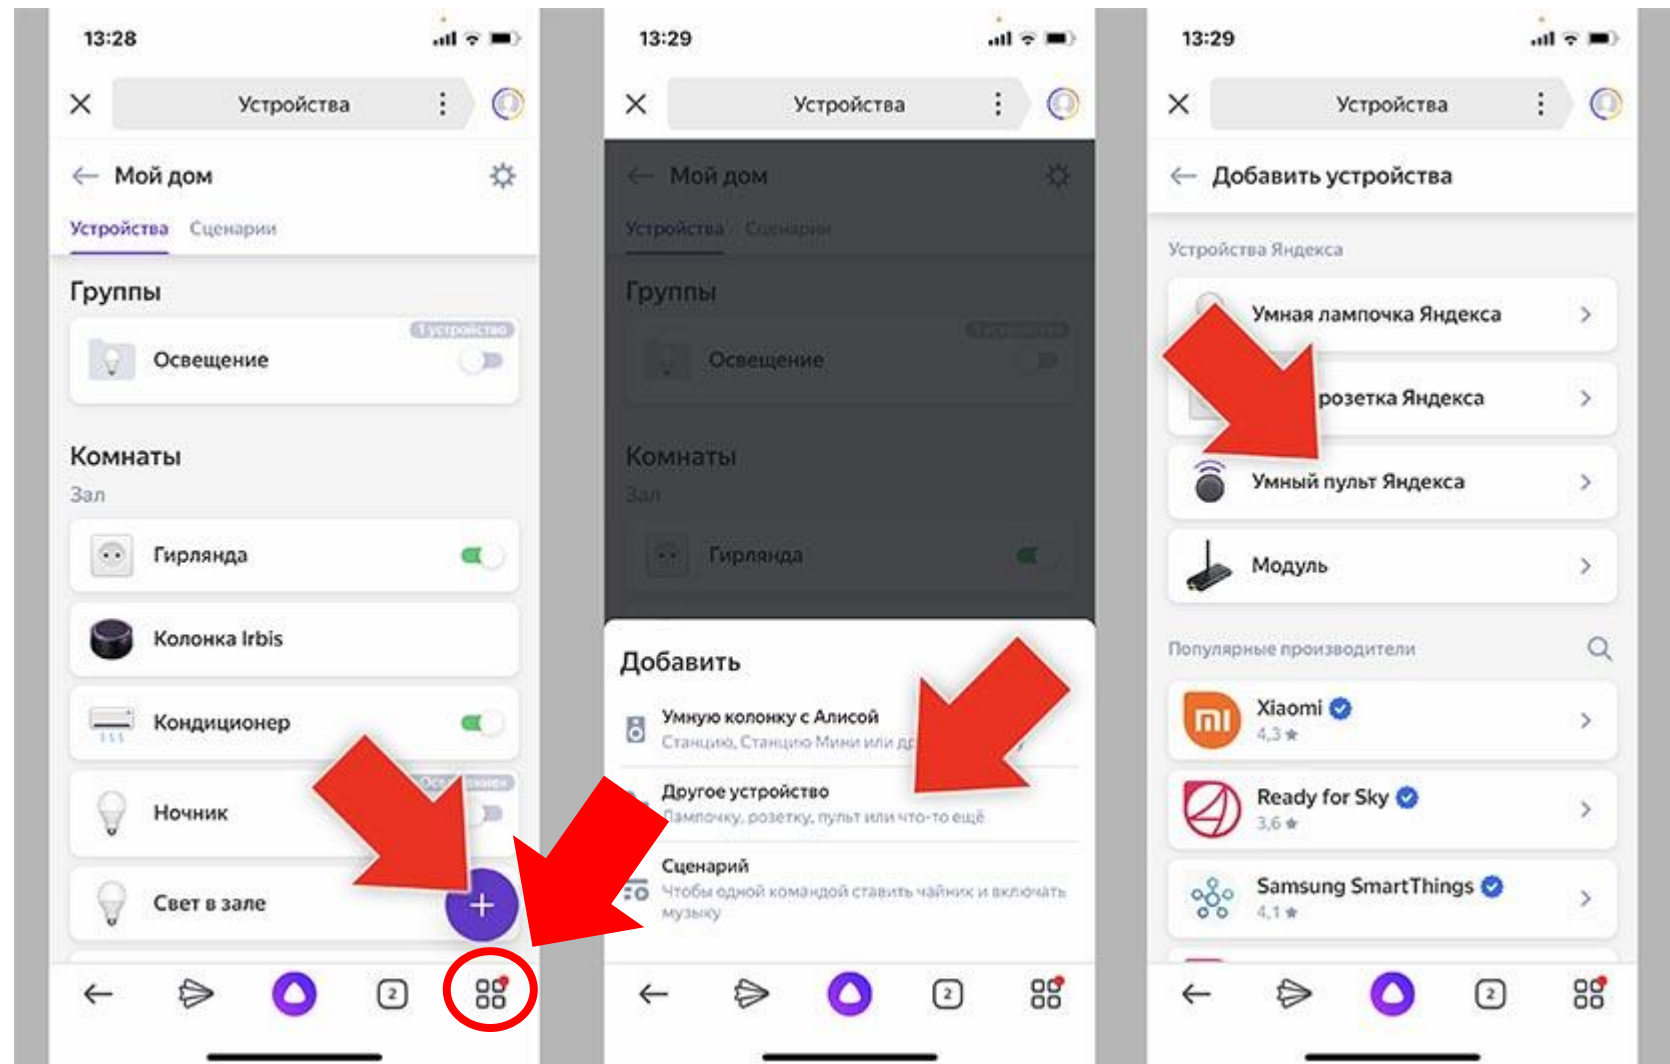 13:28
Устройства
Мой дом
Устройства Сценарии
Группы
1 устройство
Освещение
Комнаты
Зал
Гирлянда
Колонка Irbis
Кондиционер
Ночник
Свет в зале
+
2
13:29
Устройства
Мой дом
Устройства Сценарии
Группы
1 устройство
Освещение
Комнаты
Зал
Гирлянда
Добавить
Умную колонку с Алисой
Станцию, Станцию Мини или
Другое устройство
Лампочку, розетку, пульт или что-то ещё
Сценарий
Чтобы одной командой ставить чайник и включать
музыку
2
13:29
Устройства
Добавить устройства
Устройства Яндекса
Умная лампочка Яндекса
розетка Яндекса
Умный пульт Яндекса
Модуль
Популярные производители
Xiaomi
4,3 ★
Ready for Sky
3,6 ★
Samsung SmartThings
4,1 ★
2